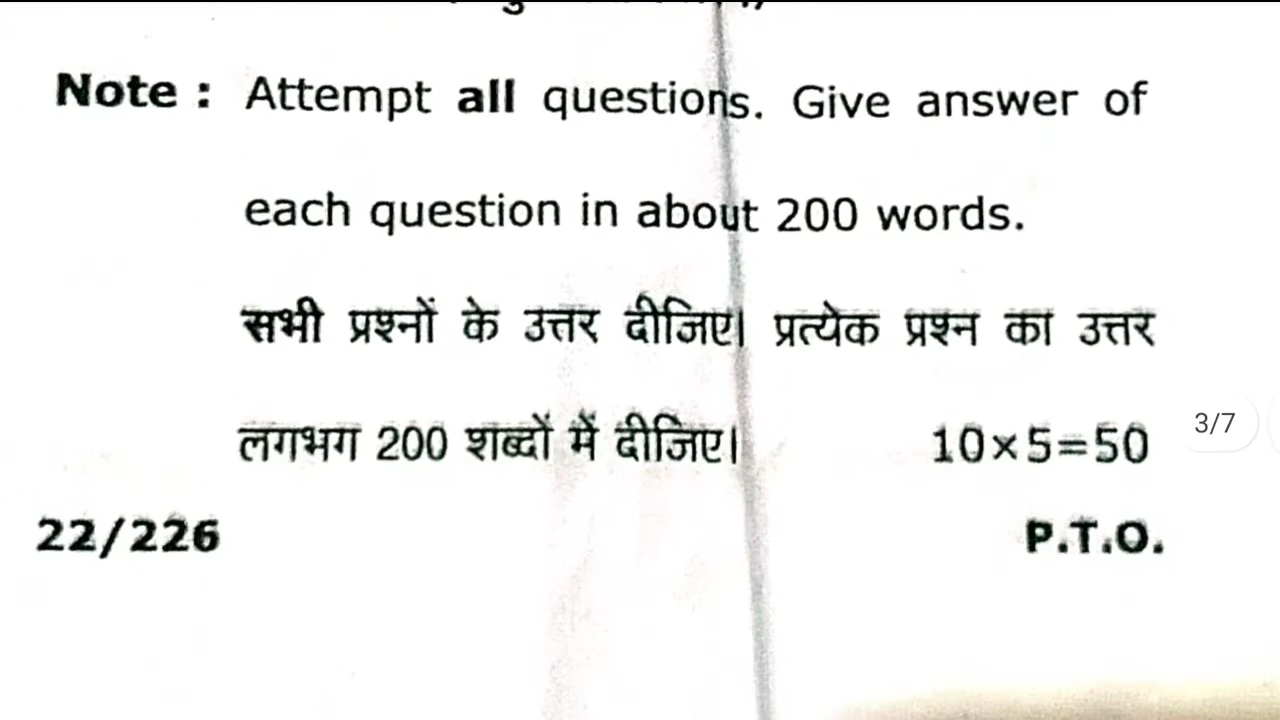 Note : Attempt all questions. Give answer of
each question in about 200 words.
सभी प्रश्नों के उत्तर दीजिए। प्रत्येक प्रश्न का उत्तर
लगभग 200 शब्दों में दीजिए। 10×5=50
3/7
22/226 P.T.O.